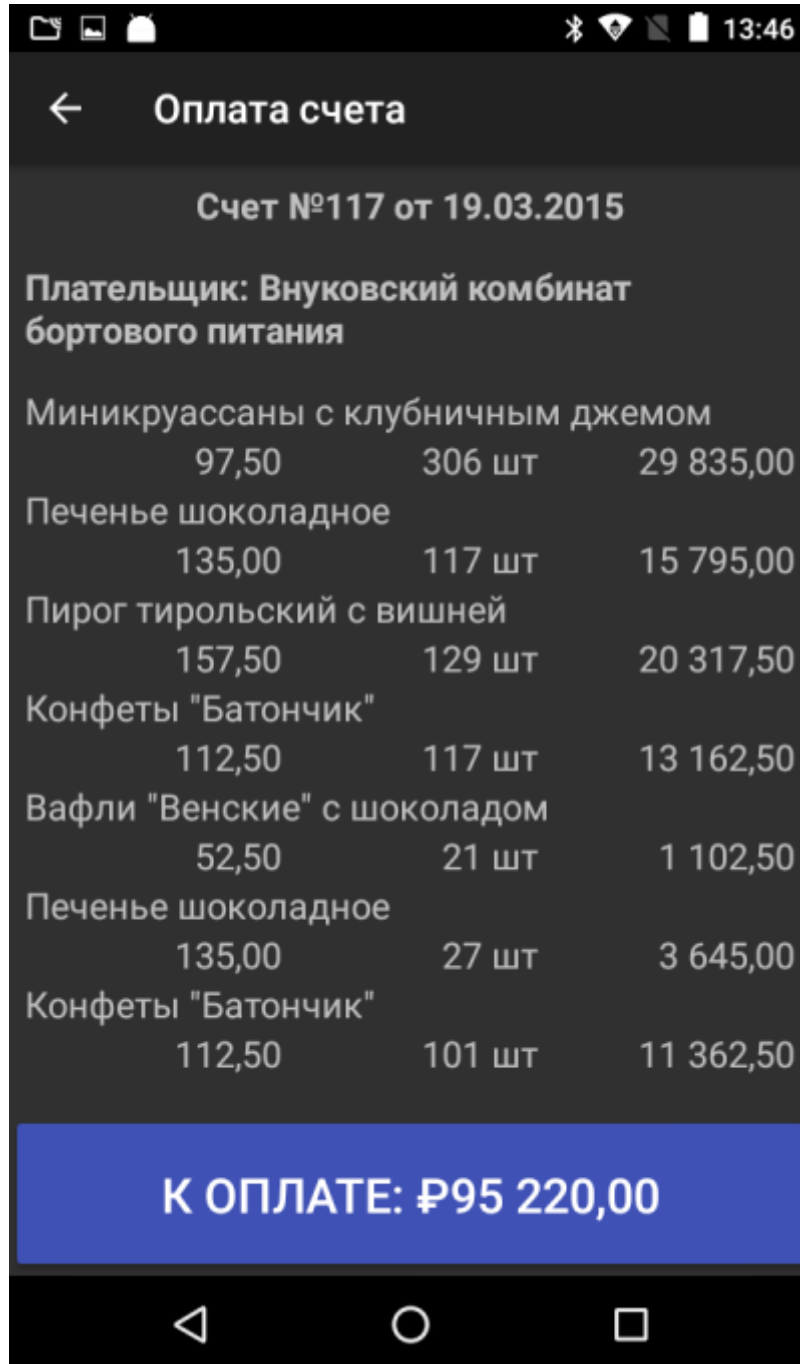 13:46
Оплата счета
Счет №117 от 19.03.2015
Плательщик: Внуковский комбинат
бортового питания
Миникруассаны с клубничным джемом
97,50 306 шт 29 835,00
Печенье шоколадное
135,00 117 шт 15 795,00
Пирог тирольский с вишней
157,50 129 шт 20 317,50
Конфеты "Батончик"
112,50 117 шт 13 162,50
Вафли "Венские" с шоколадом
52,50 21 шт 1 102,50
Печенье шоколадное
135,00 27 шт 3 645,00
Конфеты "Батончик"
112,50 101 шт 11 362,50
К ОПЛАТЕ: ₽95 220,00